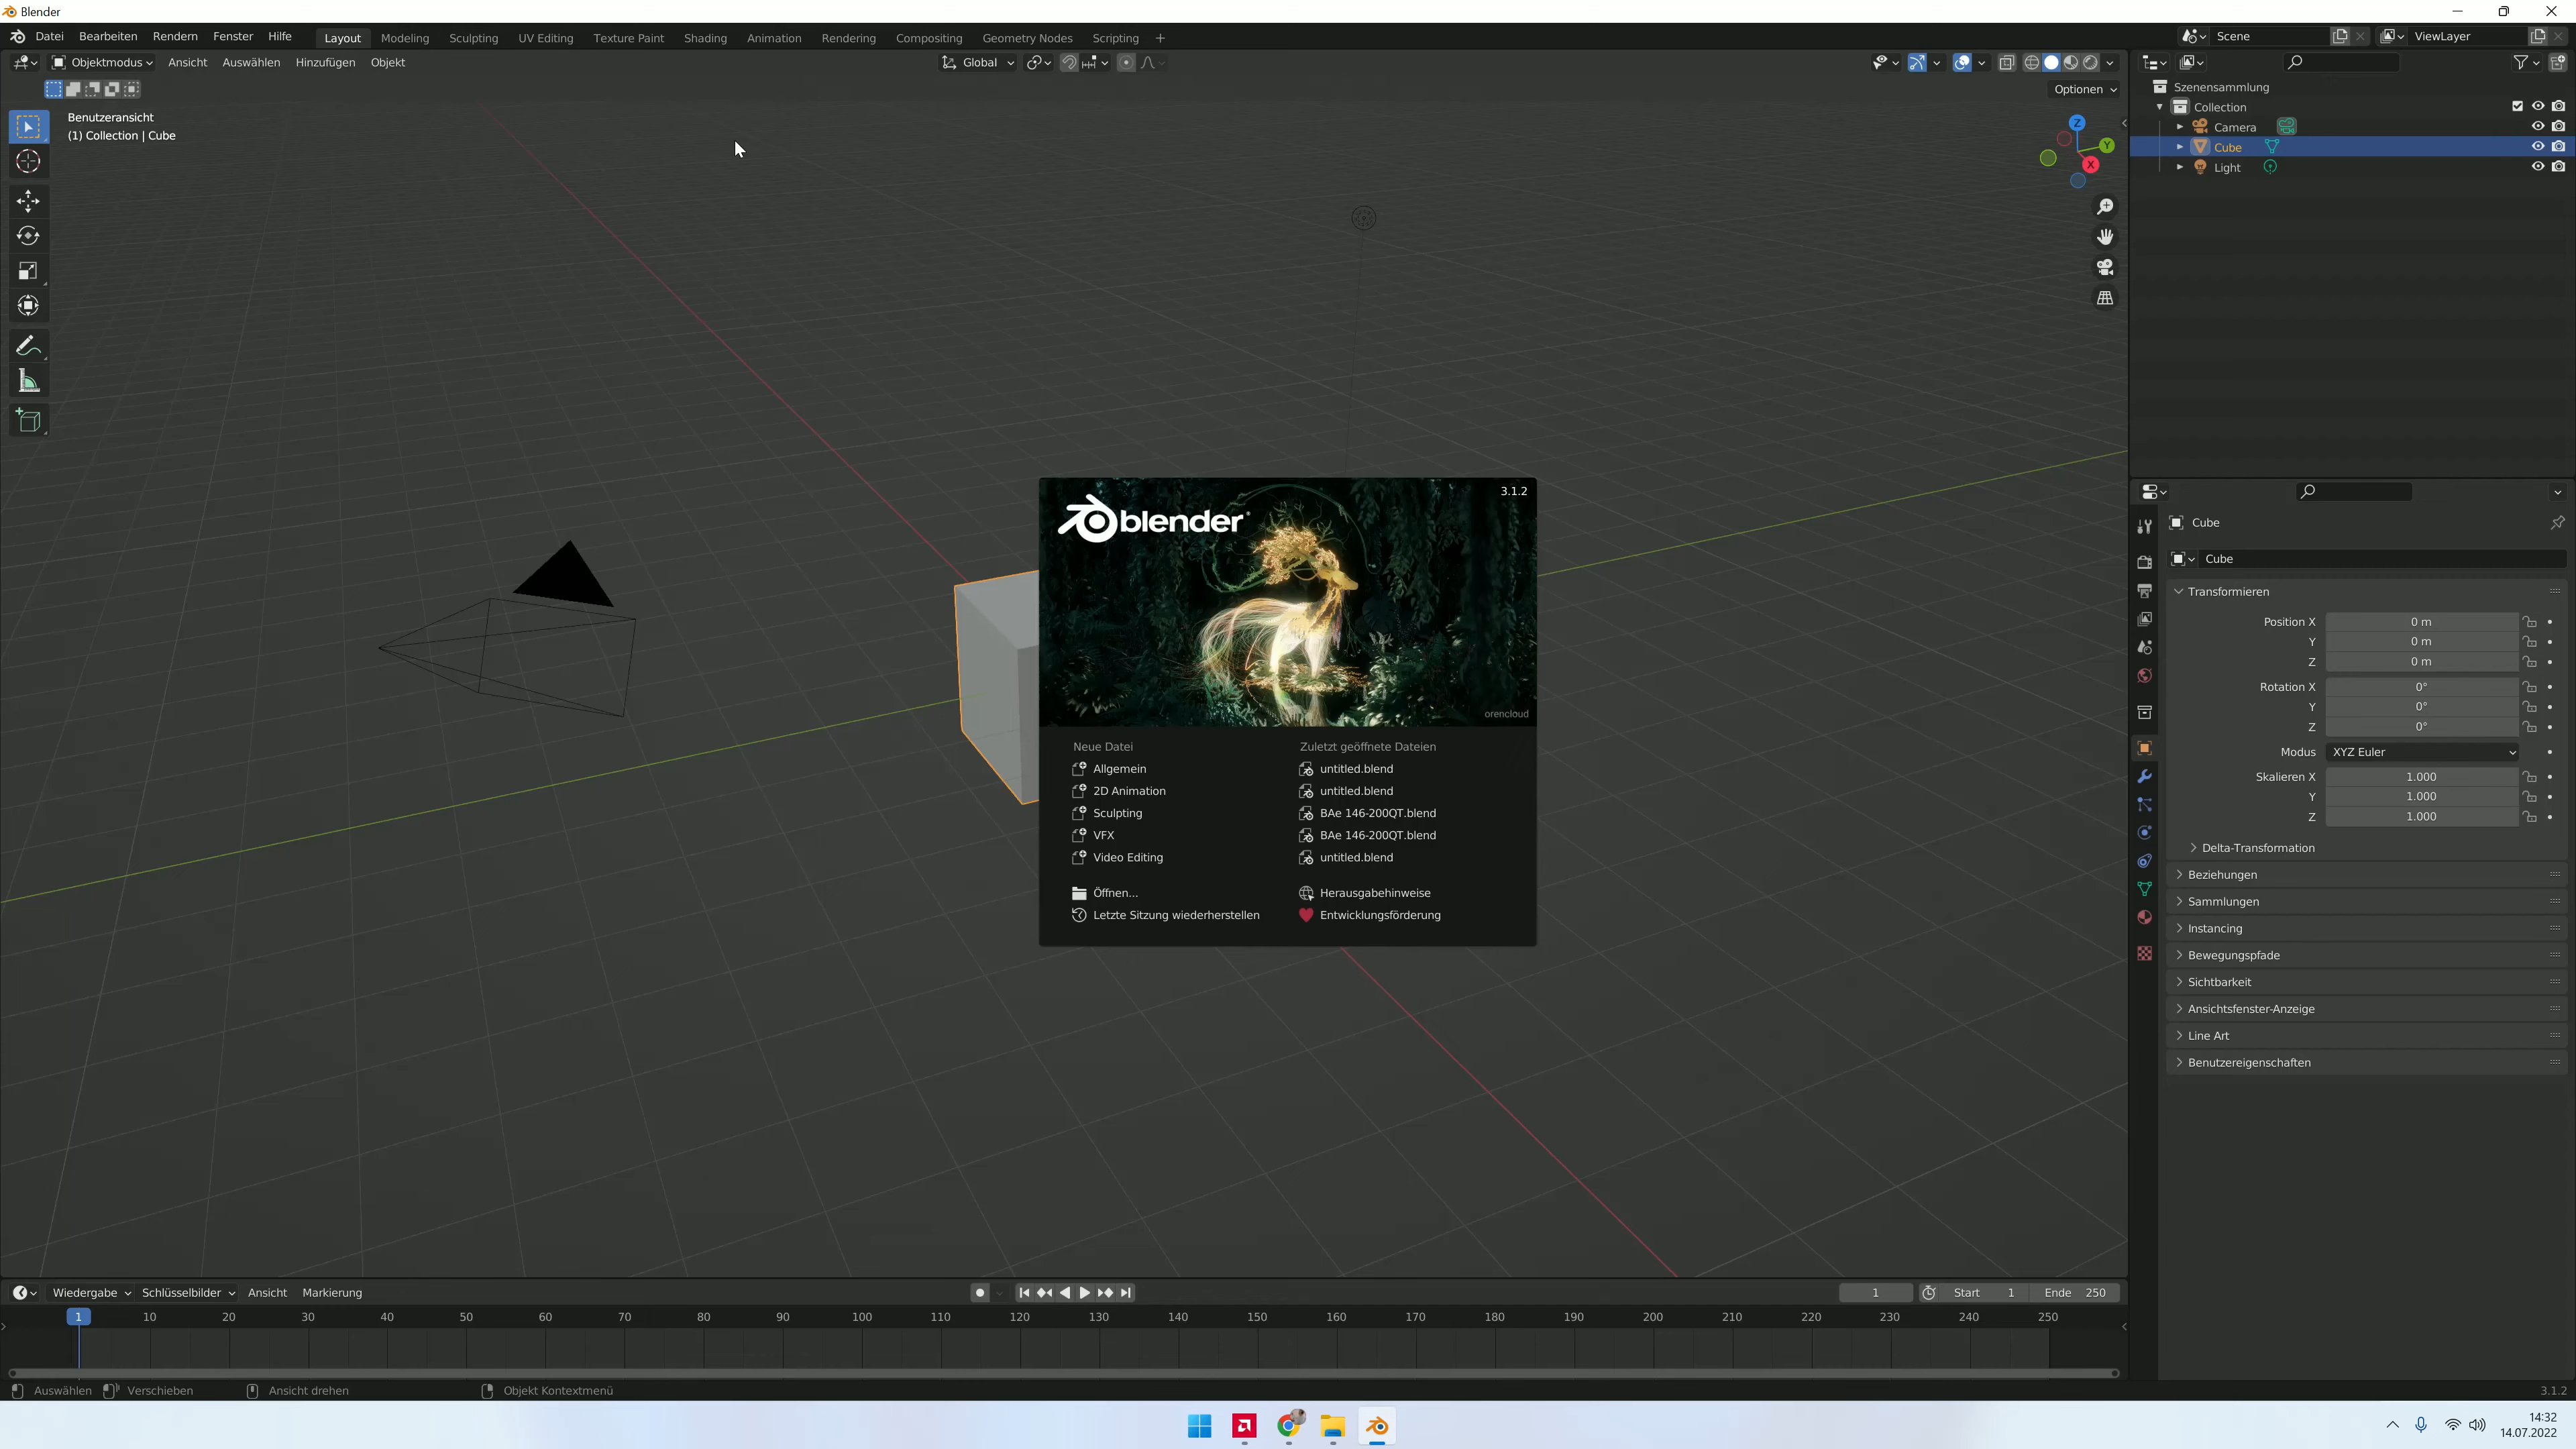 Blender
Datei Bearbeiten Rendern Fenster Hilfe Layout Modeling Sculpting UV Editing Texture Paint Shading Animation Rendering Compositing Geometry Nodes Scripting + Scene ViewLayer
Objektmodus Ansicht Auswählen Hinzufügen Objekt Global
Optionen
Benutzeransicht
(1) Collection | Cube
Z
Y
X
Szenensammlung
Collection
Camera
Cube
Light
3.1.2
blender
orencloud
Neue Datei
Allgemein
2D Animation
Sculpting
VFX
Video Editing
Öffnen...
Letzte Sitzung wiederherstellen
Zuletzt geöffnete Dateien
untitled.blend
untitled.blend
BAe 146-200QT.blend
BAe 146-200QT.blend
untitled.blend
Herausgabehinweise
Entwicklungsförderung
Cube
Cube
Transformieren
Position X 0 m
Y 0 m
Z 0 m
Rotation X 0°
Y 0°
Z 0°
Modus XYZ Euler
Skalieren X 1.000
Y 1.000
Z 1.000
Delta-Transformation
Beziehungen
Sammlungen
Instancing
Bewegungspfade
Sichtbarkeit
Ansichtsfenster-Anzeige
Line Art
Benutzereigenschaften
Wiedergabe Schlüsselbilder Ansicht Markierung 1 Start 1 Ende 250
1 10 20 30 40 50 60 70 80 90 100 110 120 130 140 150 160 170 180 190 200 210 220 230 240 250
Auswählen Verschieben Ansicht drehen Objekt Kontextmenü 3.1.2
14:32
14.07.2022